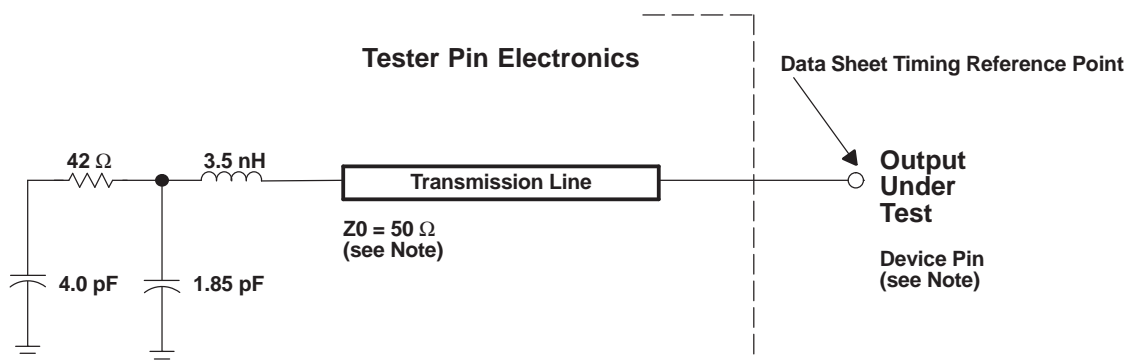 Tester Pin Electronics
Data Sheet Timing Reference Point
42 Ω
3.5 nH
Transmission Line
Output
Under
Test
Z0 = 50 Ω
(see Note)
Device Pin
(see Note)
4.0 pF
1.85 pF